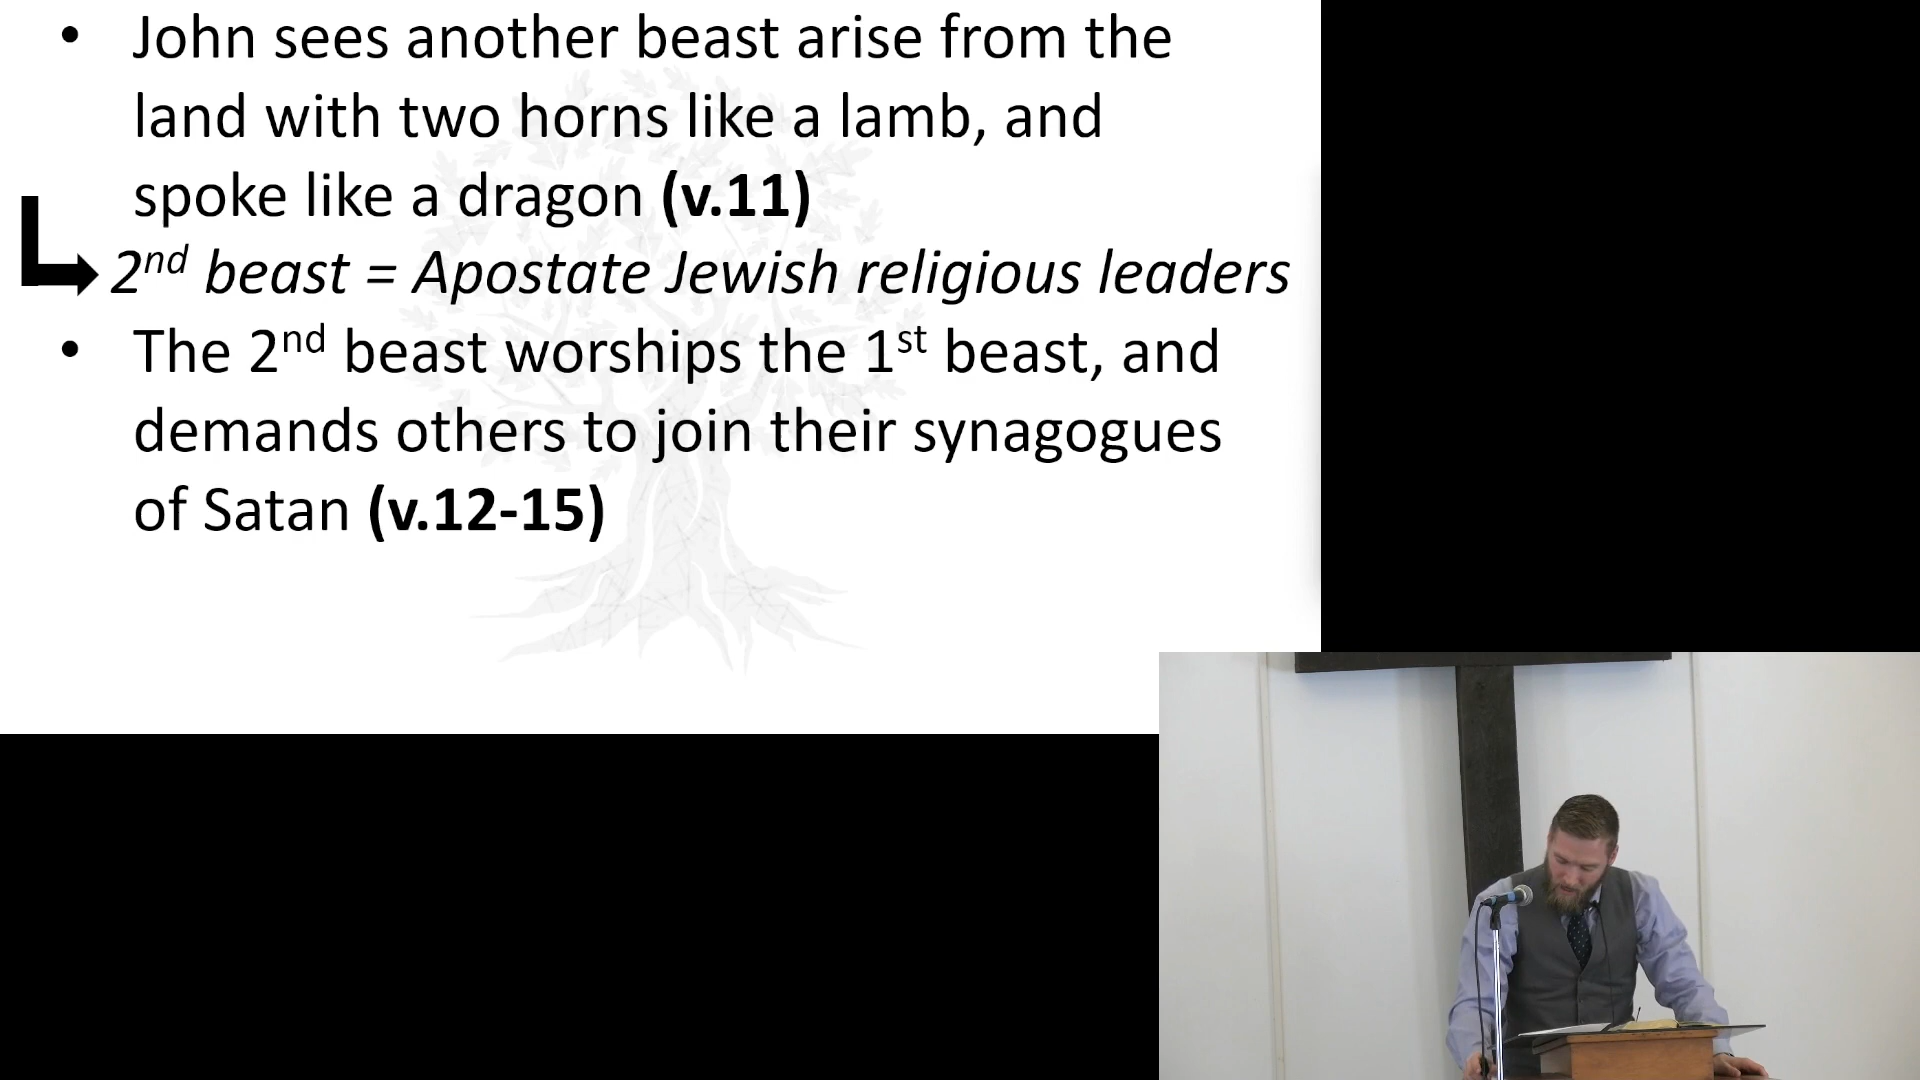 • John sees another beast arise from the
land with two horns like a lamb, and
spoke like a dragon (v.11)
2nd beast = Apostate Jewish religious leaders
• The 2nd beast worships the 1st beast, and
demands others to join their synagogues
of Satan (v.12-15)